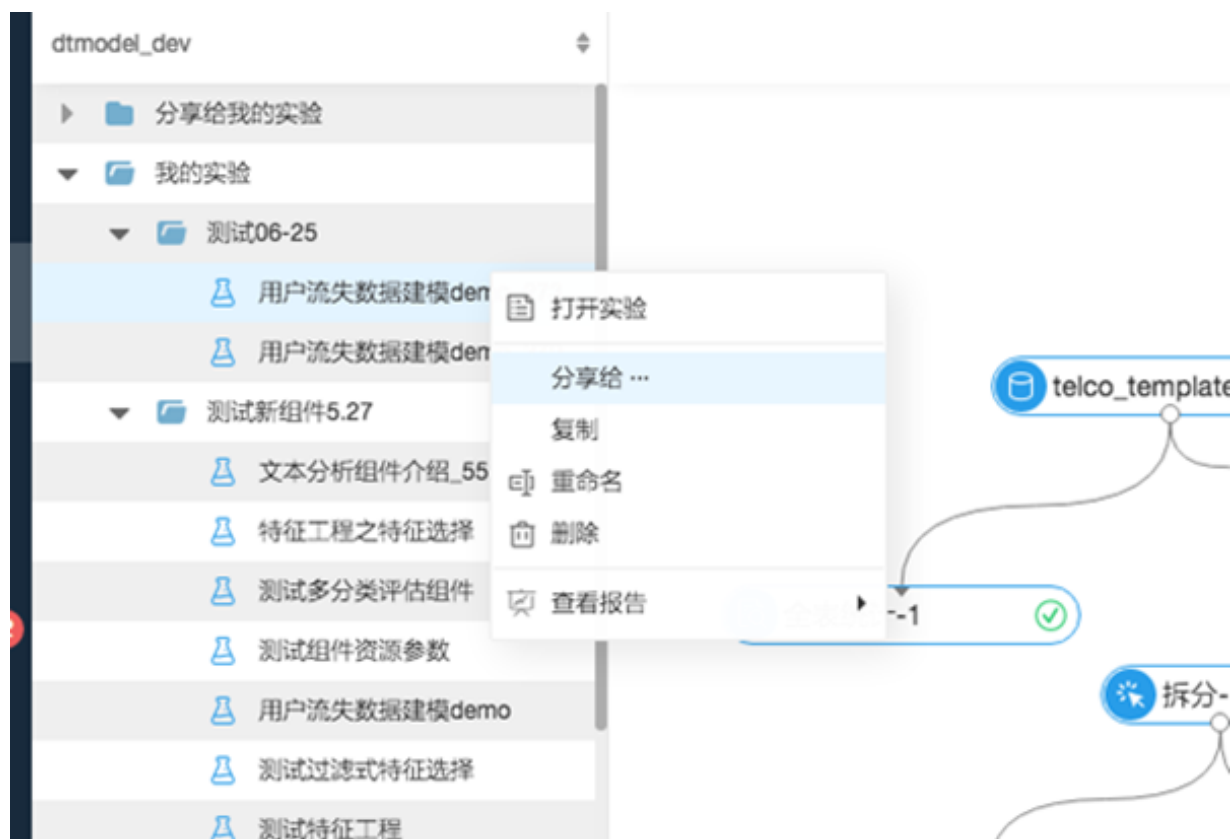 dtmodel_dev
分享给我的实验
我的实验
测试06-25
用户流失数据建模dem
用户流失数据建模dem
测试新组件5.27
文本分析组件介绍_55
特征工程之特征选择
测试多分类评估组件
测试组件资源参数
用户流失数据建模demo
测试过滤式特征选择
测试特征工程
打开实验
分享给 ···
复制
重命名
删除
查看报告
telco_template
-1
拆分-